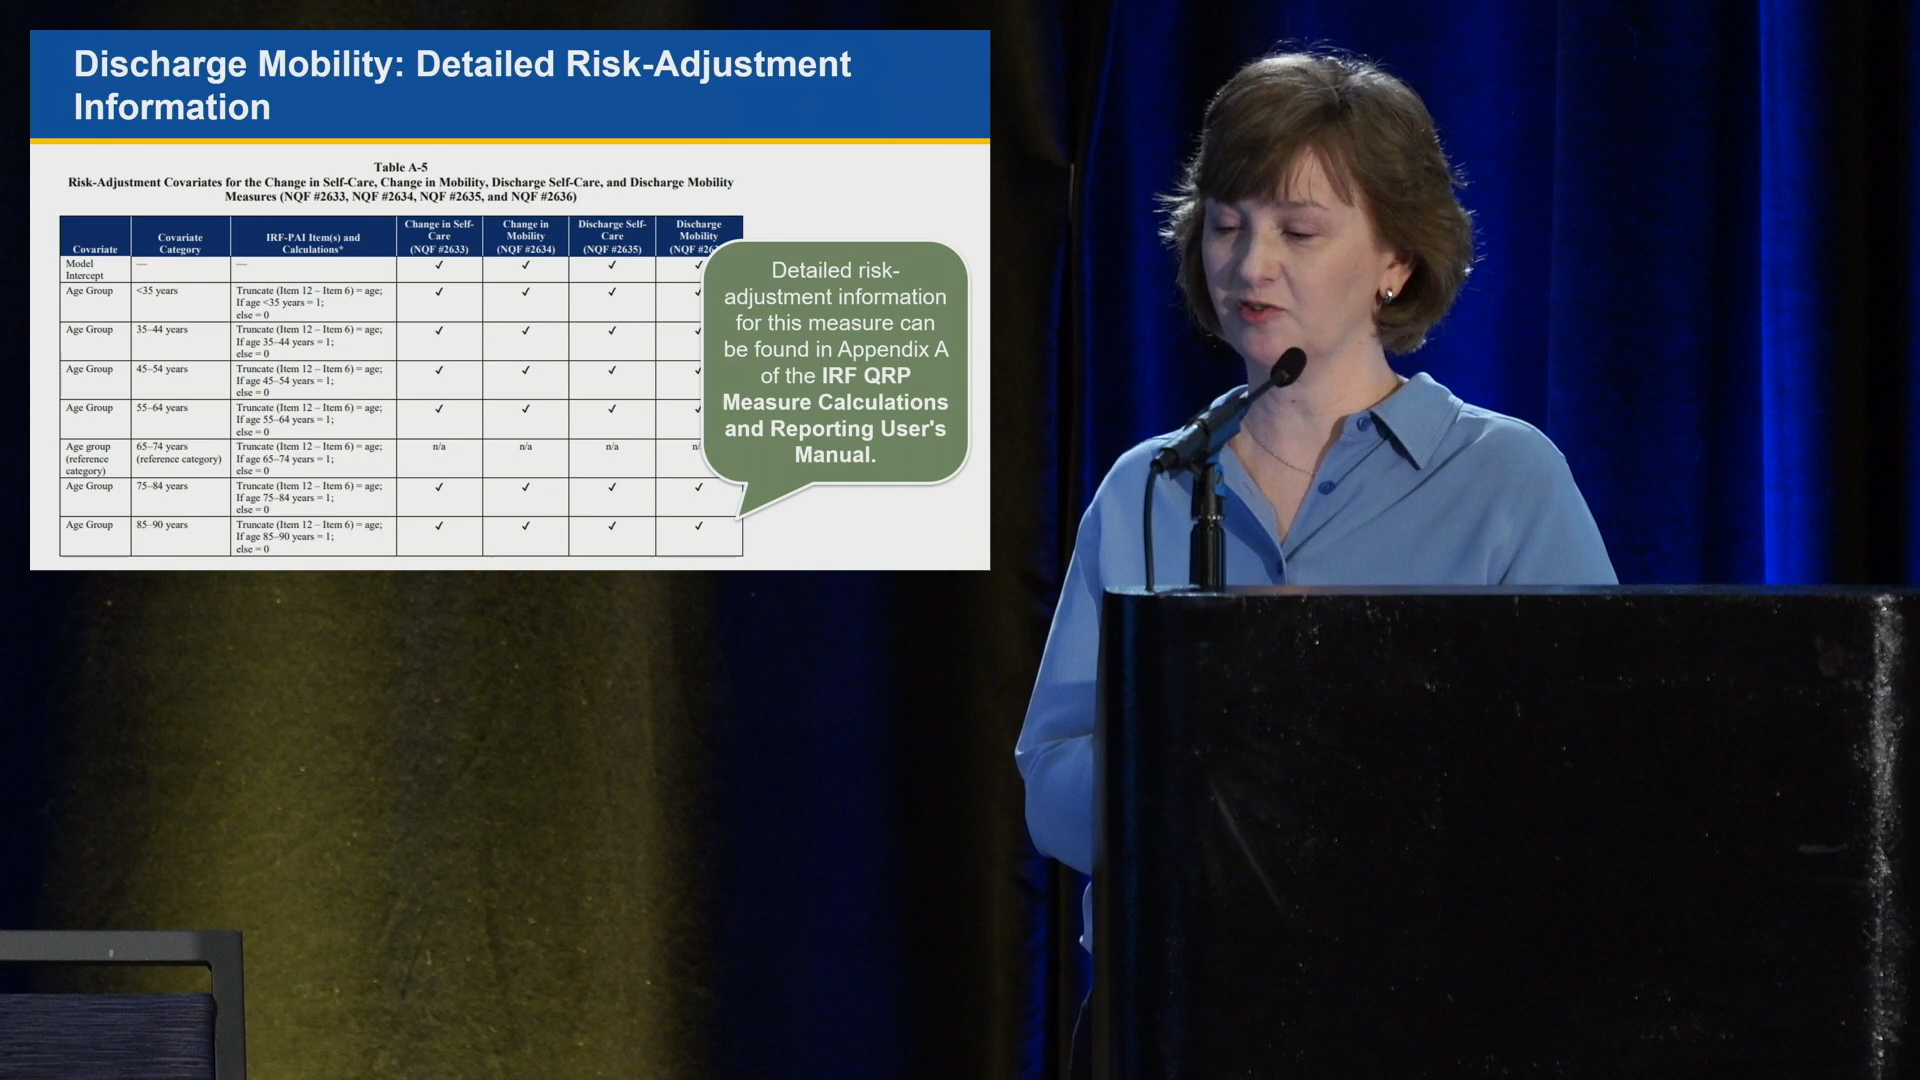 Discharge Mobility: Detailed Risk-Adjustment
Information
Table A-5
Risk-Adjustment Covariates for the Change in Self-Care, Change in Mobility, Discharge Self-Care, and Discharge Mobility
Measures (NQF #2633, NQF #2634, NQF #2635, and NQF #2636)
Covariate
Covariate
Category
IRF-PAI Item(s) and
Calculations*
Change in Self-
Care
(NQF #2633)
Change in
Mobility
(NQF #2634)
Discharge Self-
Care
(NQF #2635)
Discharge
Mobility
(NQF
Model
Intercept
— — ✓ ✓ ✓ ✓
Age Group <35 years Truncate (Item 12 – Item 6) = age; ✓ ✓ ✓ ✓
If age <35 years = 1;
else = 0
Age Group 35–44 years Truncate (Item 12 – Item 6) = age; ✓ ✓ ✓ ✓
If age 35–44 years = 1;
else = 0
Age Group 45–54 years Truncate (Item 12 – Item 6) = age; ✓ ✓ ✓ ✓
If age 45–54 years = 1;
else = 0
Age Group 55–64 years Truncate (Item 12 – Item 6) = age; ✓ ✓ ✓ ✓
If age 55–64 years = 1;
else = 0
Age group 65–74 years Truncate (Item 12 – Item 6) = age; n/a n/a n/a
(reference (reference category) If age 65–74 years = 1;
category) else = 0
Age Group 75–84 years Truncate (Item 12 – Item 6) = age; ✓ ✓ ✓ ✓
If age 75–84 years = 1;
else = 0
Age Group 85–90 years Truncate (Item 12 – Item 6) = age; ✓ ✓ ✓ ✓
If age 85–90 years = 1;
else = 0
Detailed risk-
adjustment information
for this measure can
be found in Appendix A
of the IRF QRP
Measure Calculations
and Reporting User's
Manual.